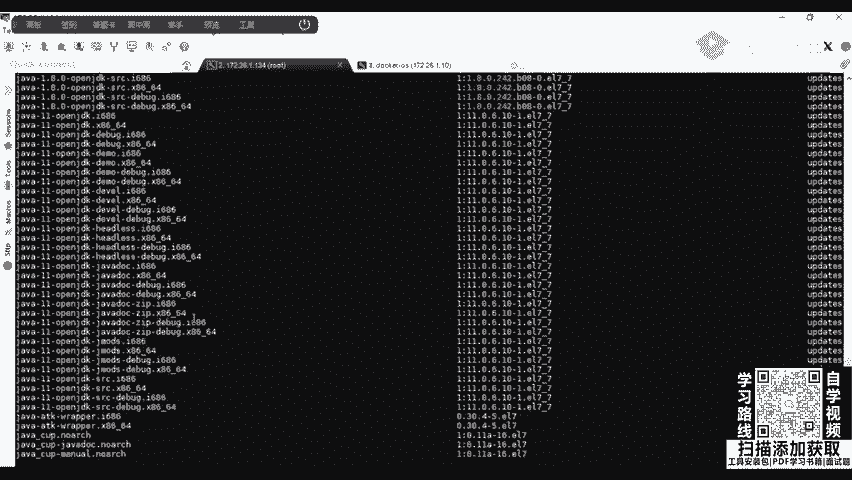 工具
2. 172.26.1.134 (root)
3. docker-os (172.26.1.10)
java-1.8.0-openjdk-src.i686 1:1.8.0.242.b08-0.el7_7 updates
java-1.8.0-openjdk-src.x86_64 1:1.8.0.242.b08-0.el7_7 updates
java-1.8.0-openjdk-src-debug.i686 1:1.8.0.242.b08-0.el7_7 updates
java-1.8.0-openjdk-src-debug.x86_64 1:1.8.0.242.b08-0.el7_7 updates
java-11-openjdk.i686 1:11.0.6.10-1.el7_7 updates
java-11-openjdk.x86_64 1:11.0.6.10-1.el7_7 updates
java-11-openjdk-debug.i686 1:11.0.6.10-1.el7_7 updates
java-11-openjdk-debug.x86_64 1:11.0.6.10-1.el7_7 updates
java-11-openjdk-demo.i686 1:11.0.6.10-1.el7_7 updates
java-11-openjdk-demo.x86_64 1:11.0.6.10-1.el7_7 updates
java-11-openjdk-demo-debug.i686 1:11.0.6.10-1.el7_7 updates
java-11-openjdk-demo-debug.x86_64 1:11.0.6.10-1.el7_7 updates
java-11-openjdk-devel.i686 1:11.0.6.10-1.el7_7 updates
java-11-openjdk-devel.x86_64 1:11.0.6.10-1.el7_7 updates
java-11-openjdk-devel-debug.i686 1:11.0.6.10-1.el7_7 updates
java-11-openjdk-devel-debug.x86_64 1:11.0.6.10-1.el7_7 updates
java-11-openjdk-headless.i686 1:11.0.6.10-1.el7_7 updates
java-11-openjdk-headless.x86_64 1:11.0.6.10-1.el7_7 updates
java-11-openjdk-headless-debug.i686 1:11.0.6.10-1.el7_7 updates
java-11-openjdk-headless-debug.x86_64 1:11.0.6.10-1.el7_7 updates
java-11-openjdk-javadoc.i686 1:11.0.6.10-1.el7_7 updates
java-11-openjdk-javadoc.x86_64 1:11.0.6.10-1.el7_7 updates
java-11-openjdk-javadoc-debug.i686 1:11.0.6.10-1.el7_7 updates
java-11-openjdk-javadoc-debug.x86_64 1:11.0.6.10-1.el7_7 updates
java-11-openjdk-javadoc-zip.i686 1:11.0.6.10-1.el7_7 updates
java-11-openjdk-javadoc-zip.x86_64 1:11.0.6.10-1.el7_7 updates
java-11-openjdk-javadoc-zip-debug.i686 1:11.0.6.10-1.el7_7 updates
java-11-openjdk-javadoc-zip-debug.x86_64 1:11.0.6.10-1.el7_7 updates
java-11-openjdk-jmods.i686 1:11.0.6.10-1.el7_7 updates
java-11-openjdk-jmods.x86_64 1:11.0.6.10-1.el7_7 updates
java-11-openjdk-jmods-debug.i686 1:11.0.6.10-1.el7_7 updates
java-11-openjdk-jmods-debug.x86_64 1:11.0.6.10-1.el7_7
java-11-openjdk-src.i686 1:11.0.6.10-1.el7_7
java-11-openjdk-src.x86_64 1:11.0.6.10-1.el7_7
java-11-openjdk-src-debug.i686 1:11.0.6.10-1.el7_7
java-11-openjdk-src-debug.x86_64 1:11.0.6.10-1.el7_7
java-atk-wrapper.i686 0.30.4-5.el7
java-atk-wrapper.x86_64 0.30.4-5.el7
java_cup.noarch 1:0.11a-16.el7
java_cup-javadoc.noarch 1:0.11a-16.el7
java_cup-manual.noarch 1:0.11a-16.el7
Sessions
Tools
Macros
Sftp
学习路线
自学视频
扫描添加获取
工具安装包|PDF学习书籍|面试题